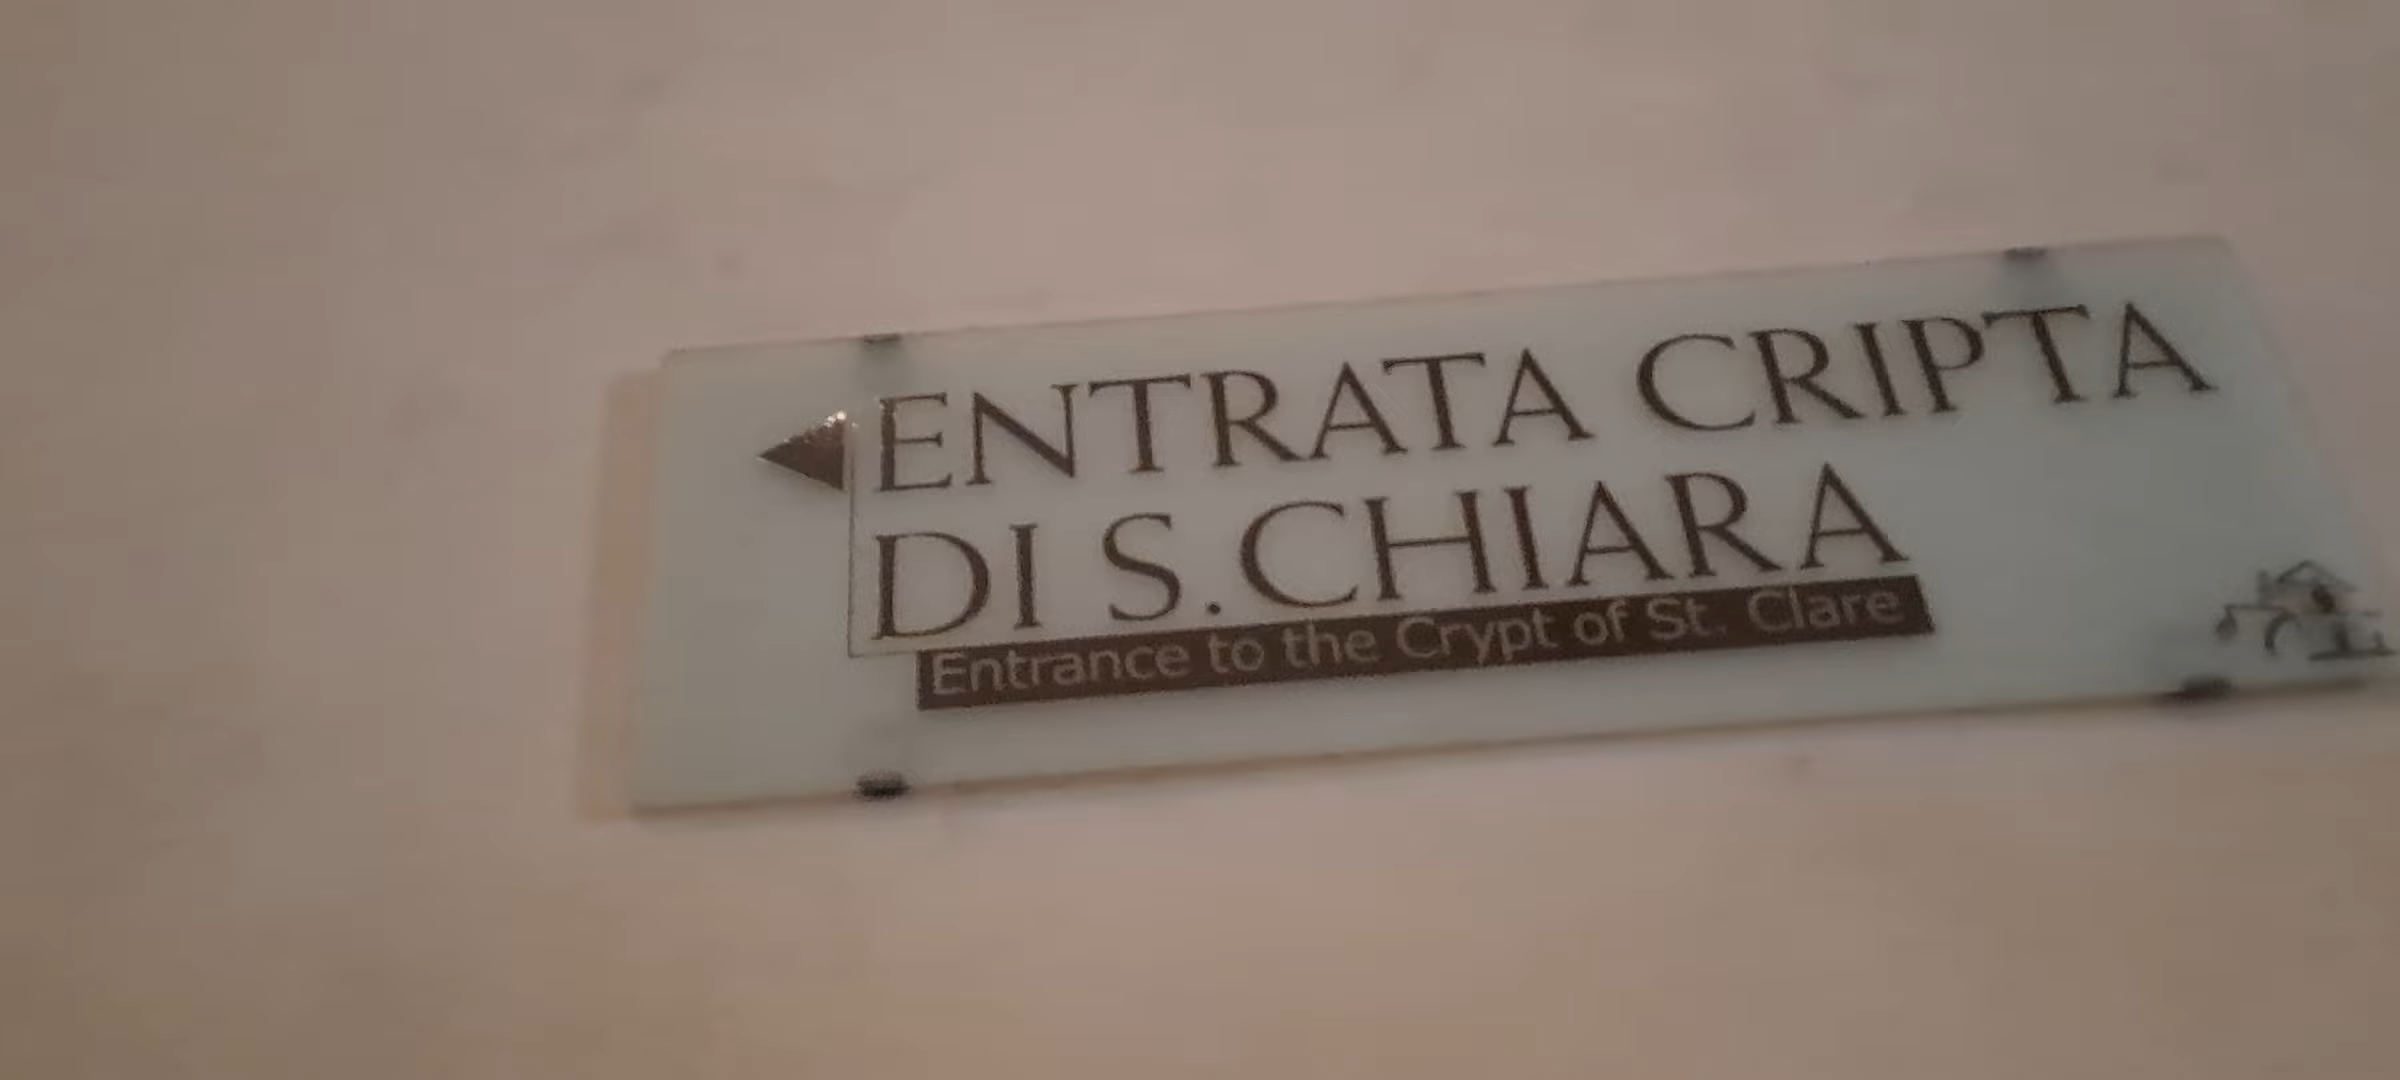 ENTRATA CRIPTA
DI S. CHIARA
Entrance to the Crypt of St. Clare